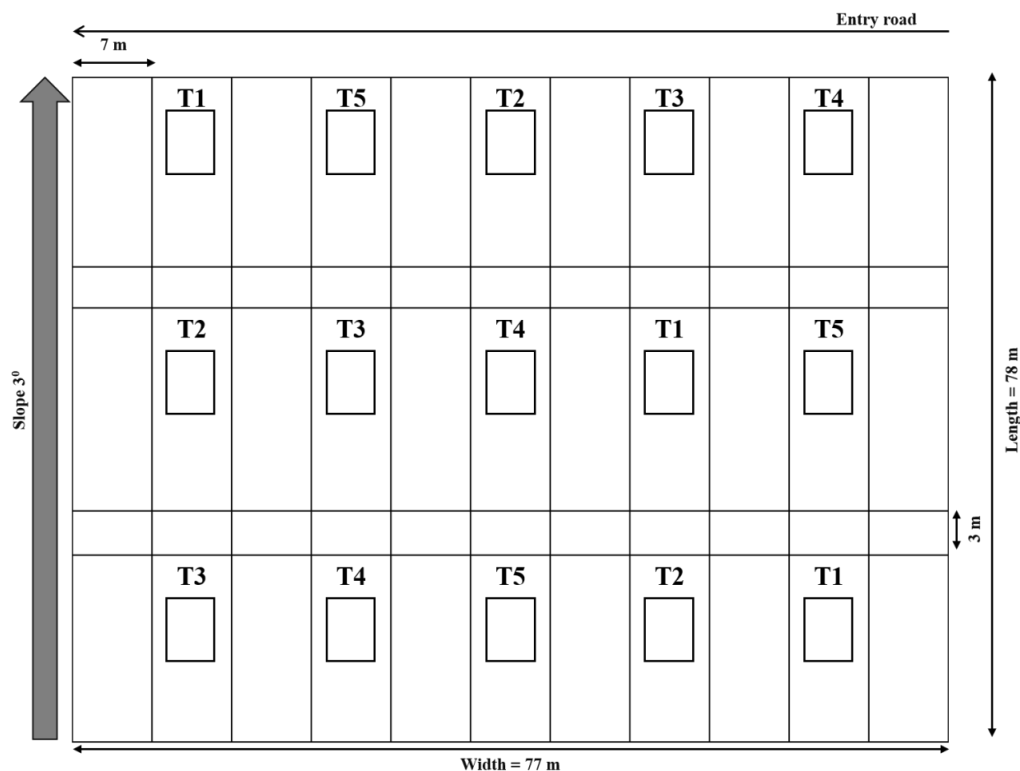 Entry road
7 m
T1 T5 T2 T3 T4
T2 T3 T4 T1 T5
Slope 3⁰
Length = 78 m
3 m
T3 T4 T5 T2 T1
Width = 77 m